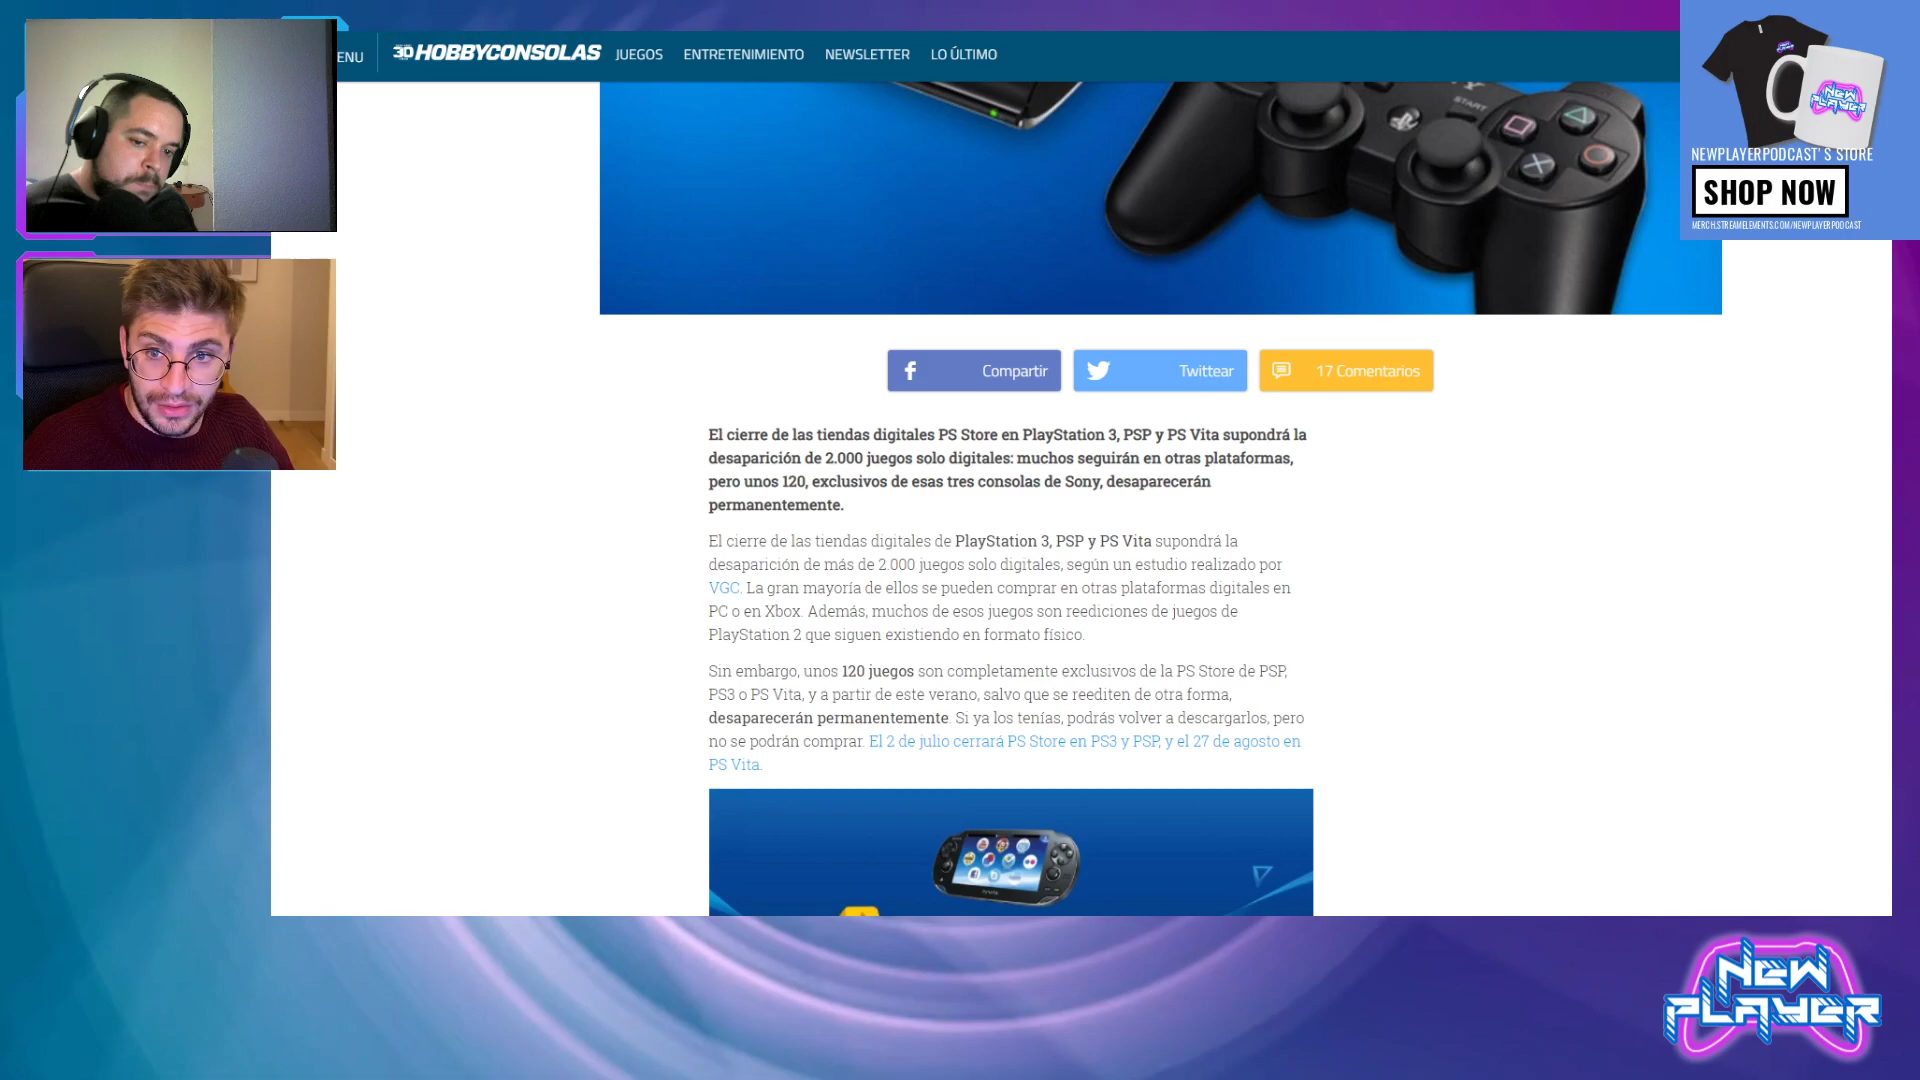 ENU
HOBBYCONSOLAS
JUEGOS
ENTRETENIMIENTO
NEWSLETTER
LO ÚLTIMO
START
NEW
PLAYER
NEWPLAYERPODCAST'S STORE
SHOP NOW
MERCH.STREAMELEMENTS.COM/NEWPLAYERPODCAST
Compartir
Twittear
17 Comentarios
El cierre de las tiendas digitales PS Store en PlayStation 3, PSP y PS Vita supondrá la
desaparición de 2.000 juegos solo digitales: muchos seguirán en otras plataformas,
pero unos 120, exclusivos de esas tres consolas de Sony, desaparecerán
permanentemente.
El cierre de las tiendas digitales de PlayStation 3, PSP y PS Vita supondrá la
desaparición de más de 2.000 juegos solo digitales, según un estudio realizado por
VGC. La gran mayoría de ellos se pueden comprar en otras plataformas digitales en
PC o en Xbox. Además, muchos de esos juegos son reediciones de juegos de
PlayStation 2 que siguen existiendo en formato físico.
Sin embargo, unos 120 juegos son completamente exclusivos de la PS Store de PSP,
PS3 o PS Vita, y a partir de este verano, salvo que se reediten de otra forma,
desaparecerán permanentemente. Si ya los tenías, podrás volver a descargarlos, pero
no se podrán comprar. El 2 de julio cerrará PS Store en PS3 y PSP, y el 27 de agosto en
PS Vita.
NEW
PLAYER